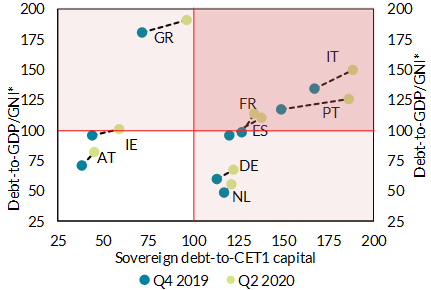 200 200
175 175
150 150
125 125
100 100
75 75
50 50
25 25
Debt-to-GDP/GNI*
Debt-to-GDP/GNI*
GR
IT
FR
PT
ES
IE
AT
DE
NL
25 50 75 100 125 150 175 200
Sovereign debt-to-CET1 capital
Q4 2019 Q2 2020